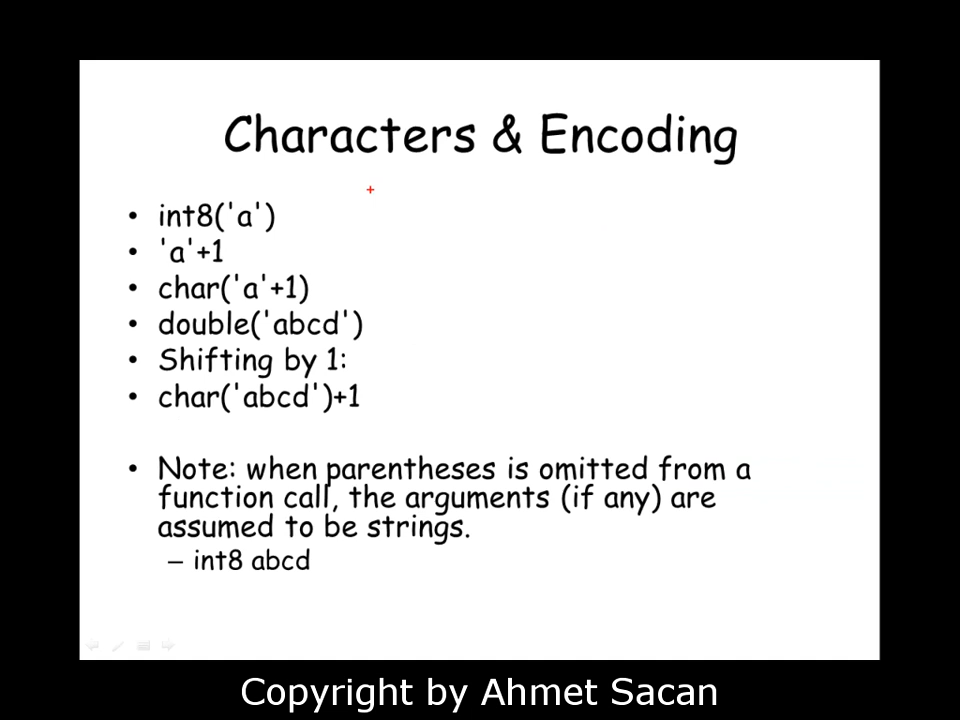 Characters & Encoding
• int8('a')
• 'a'+1
• char('a'+1)
• double('abcd')
• Shifting by 1:
• char('abcd')+1
• Note: when parentheses is omitted from a
function call, the arguments (if any) are
assumed to be strings.
– int8 abcd
Copyright by Ahmet Sacan